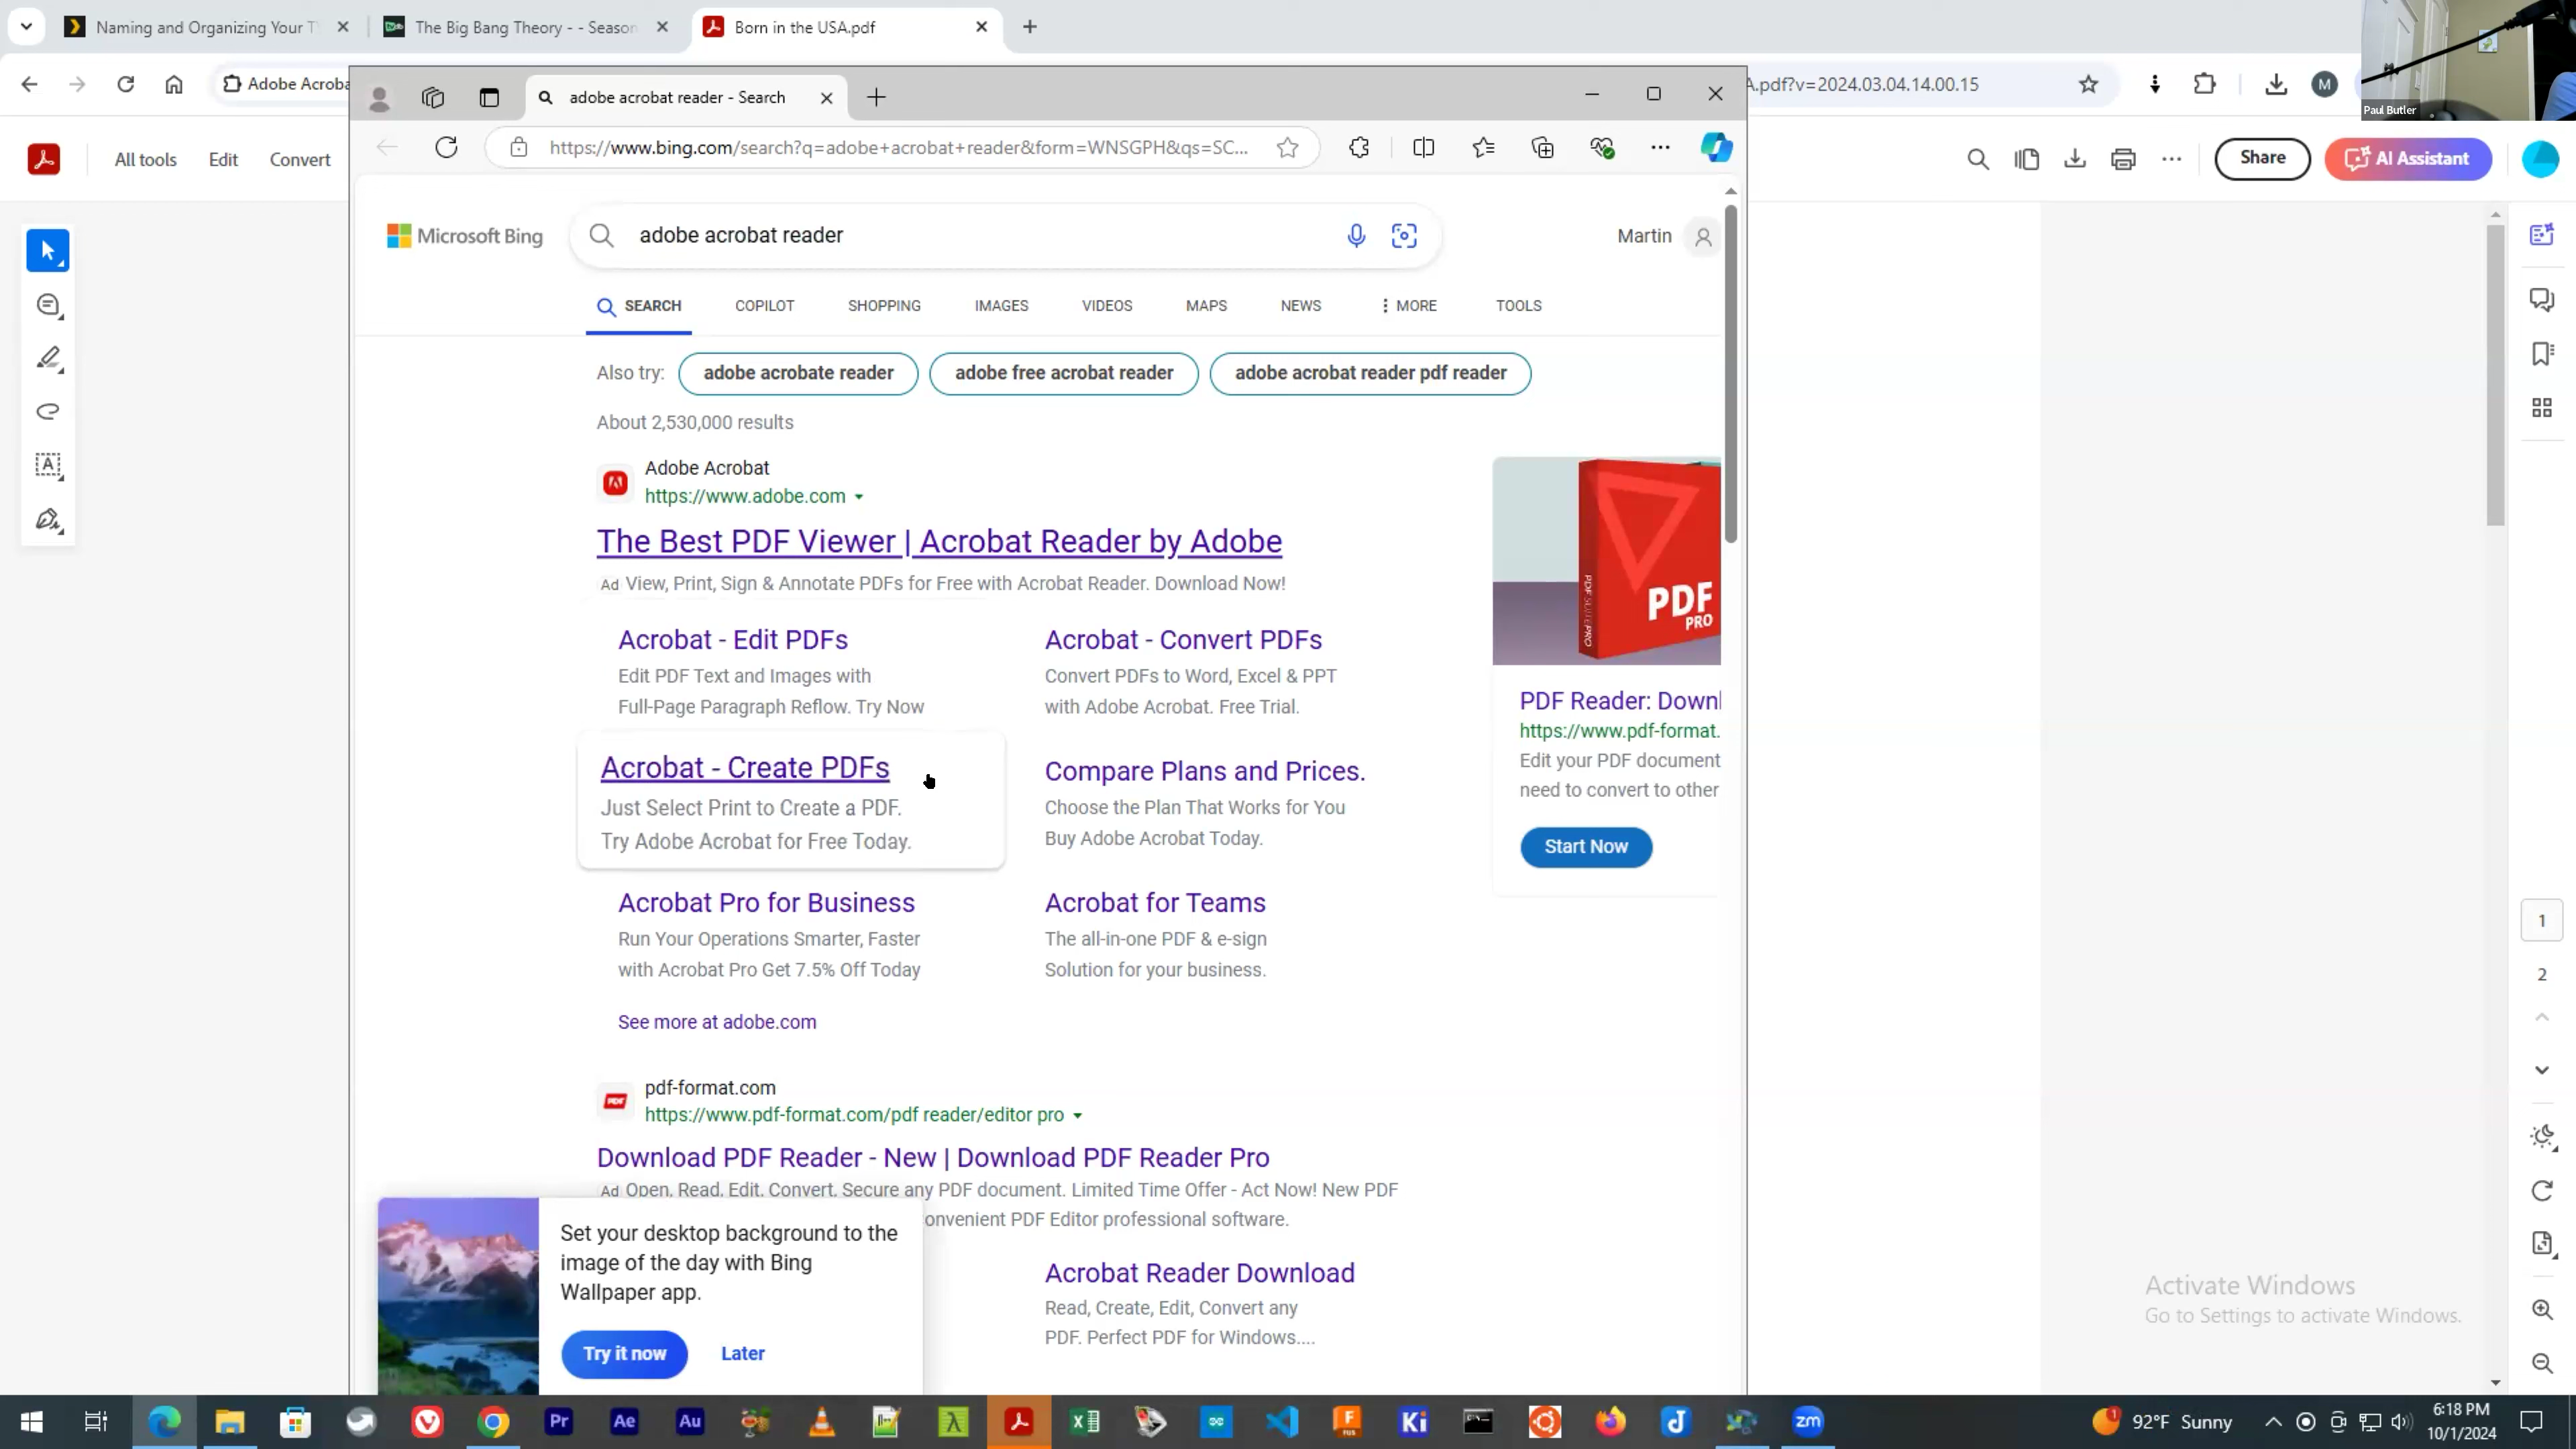 Naming and Organizing Your T
The Big Bang Theory - - Season
Born in the USA.pdf
Adobe Acroba
A.pdf?v=2024.03.04.14.00.15
M
Paul Butler
adobe acrobat reader - Search
https://www.bing.com/search?q=adobe+acrobat+reader&form=WNSGPH&qs=SC...
All tools
Edit
Convert
Share
AI Assistant
Microsoft Bing
adobe acrobat reader
Martin
SEARCH
COPILOT
SHOPPING
IMAGES
VIDEOS
MAPS
NEWS
MORE
TOOLS
Also try:
adobe acrobate reader
adobe free acrobat reader
adobe acrobat reader pdf reader
About 2,530,000 results
Adobe Acrobat
https://www.adobe.com
The Best PDF Viewer | Acrobat Reader by Adobe
Ad View, Print, Sign & Annotate PDFs for Free with Acrobat Reader. Download Now!
Acrobat - Edit PDFs
Edit PDF Text and Images with
Full-Page Paragraph Reflow. Try Now
Acrobat - Convert PDFs
Convert PDFs to Word, Excel & PPT
with Adobe Acrobat. Free Trial.
Acrobat - Create PDFs
Just Select Print to Create a PDF.
Try Adobe Acrobat for Free Today.
Compare Plans and Prices.
Choose the Plan That Works for You
Buy Adobe Acrobat Today.
Acrobat Pro for Business
Run Your Operations Smarter, Faster
with Acrobat Pro Get 7.5% Off Today
Acrobat for Teams
The all-in-one PDF & e-sign
Solution for your business.
See more at adobe.com
PDF
PRO
PDF Reader: Downl
https://www.pdf-format.
Edit your PDF document
need to convert to other
Start Now
pdf-format.com
https://www.pdf-format.com/pdf reader/editor pro
Download PDF Reader - New | Download PDF Reader Pro
Ad Open, Read, Edit, Convert, Secure any PDF document. Limited Time Offer - Act Now! New PDF
onvenient PDF Editor professional software.
Acrobat Reader Download
Read, Create, Edit, Convert any
PDF. Perfect PDF for Windows....
Set your desktop background to the
image of the day with Bing
Wallpaper app.
Try it now
Later
1
2
Activate Windows
Go to Settings to activate Windows.
Pr
Ae
Au
Ki
zm
92°F Sunny
6:18 PM
10/1/2024